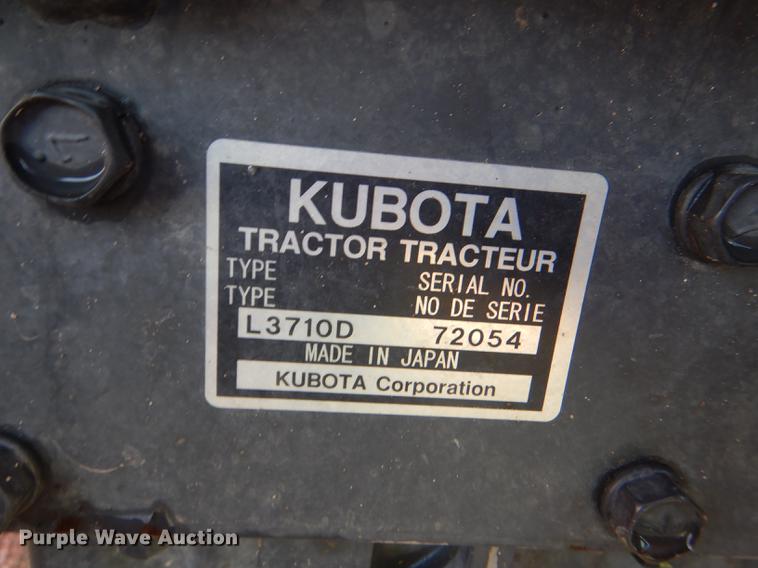 KUBOTA
TRACTOR TRACTEUR
TYPE SERIAL NO.
TYPE NO DE SERIE
L3710D 72054
MADE IN JAPAN
KUBOTA Corporation
Purple Wave Auction